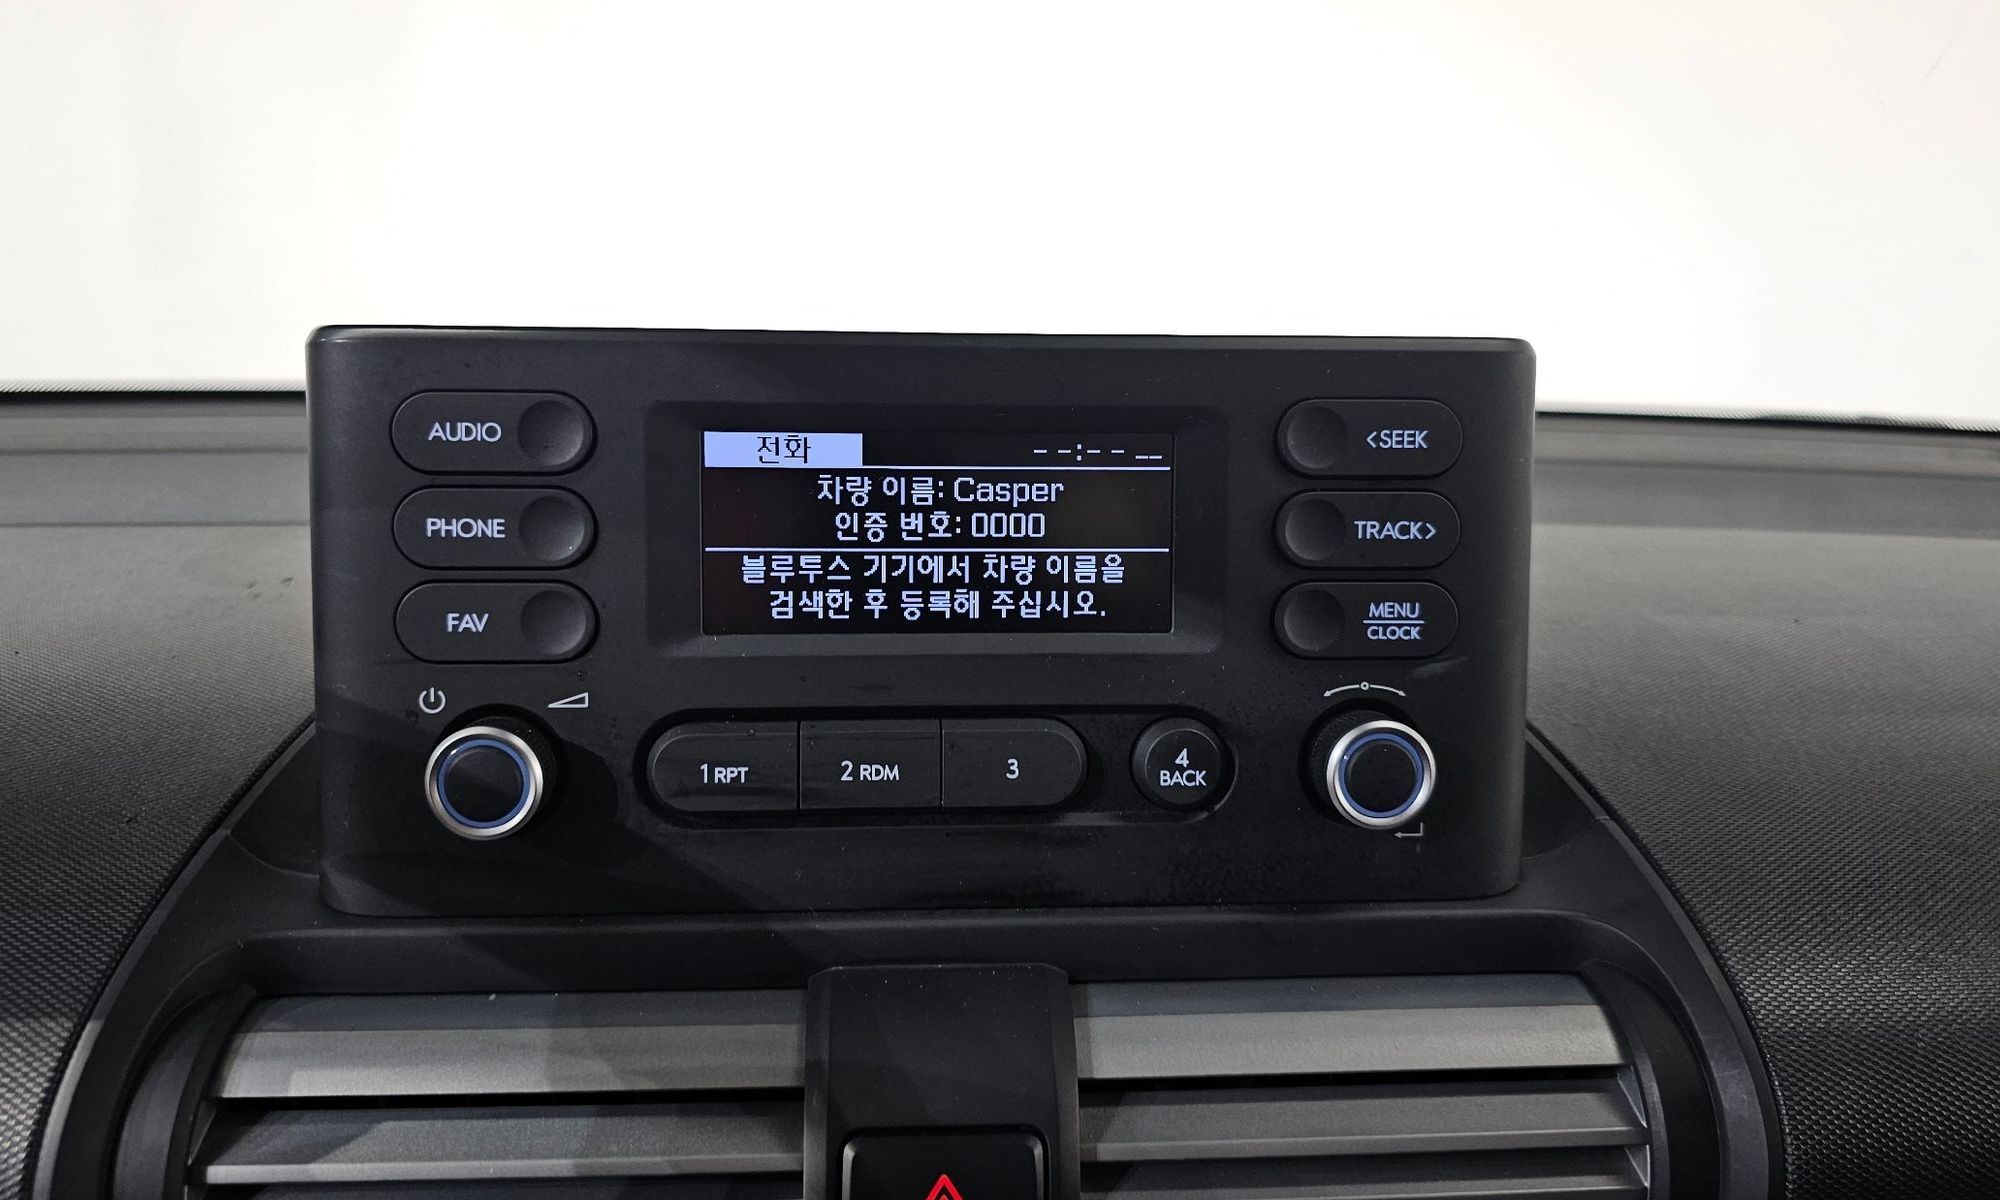 AUDIO
PHONE
FAV
전화 --:-- __
차량 이름: Casper
인증 번호: 0000
블루투스 기기에서 차량 이름을
검색한 후 등록해 주십시오.
<SEEK
TRACK>
MENU
CLOCK
1 RPT
2 RDM
3
4
BACK